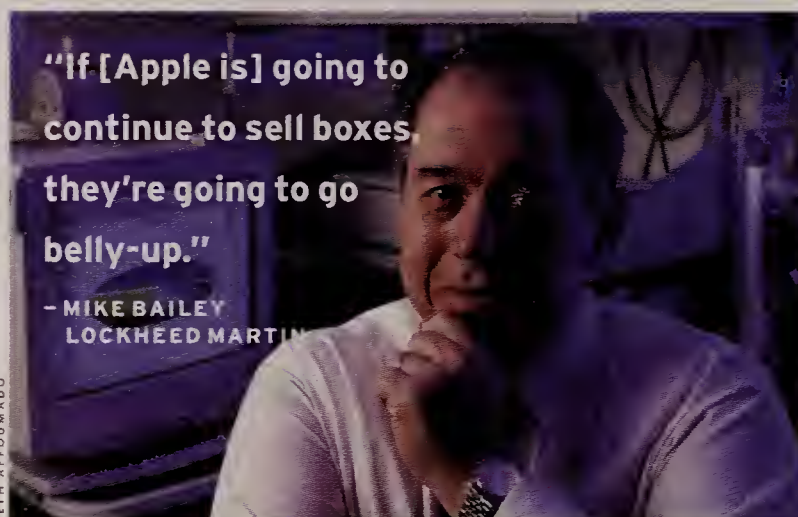 "If [Apple is] going to
continue to sell boxes,
they're going to go
belly-up."
– MIKE BAILEY
LOCKHEED MARTIN
AFFOUMADO